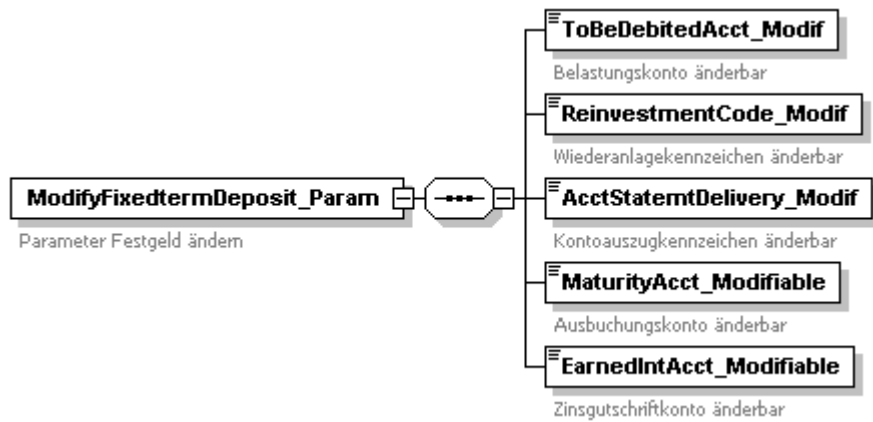 ToBeDebitedAcct_Modif
Belastungskonto änderbar
ReinvestmentCode_Modif
Wiederanlagekennzeichen änderbar
ModifyFixedtermDeposit_Param
Parameter Festgeld ändern
AcctStatemtDelivery_Modif
Kontoauszugkennzeichen änderbar
MaturityAcct_Modifiable
Ausbuchungskonto änderbar
EarnedIntAcct_Modifiable
Zinsgutschriftkonto änderbar